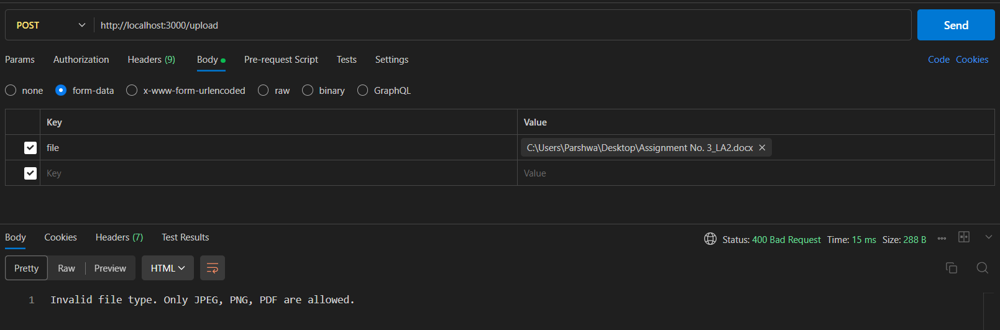 POST http://localhost:3000/upload Send
Params Authorization Headers (9) Body Pre-request Script Tests Settings Code Cookies
none form-data x-www-form-urlencoded raw binary GraphQL
Key Value
file C:\Users\Parshwa\Desktop\Assignment No. 3_LA2.docx
Key Value
Body Cookies Headers (7) Test Results Status: 400 Bad Request Time: 15 ms Size: 288 B
Pretty Raw Preview HTML
1 Invalid file type. Only JPEG, PNG, PDF are allowed.